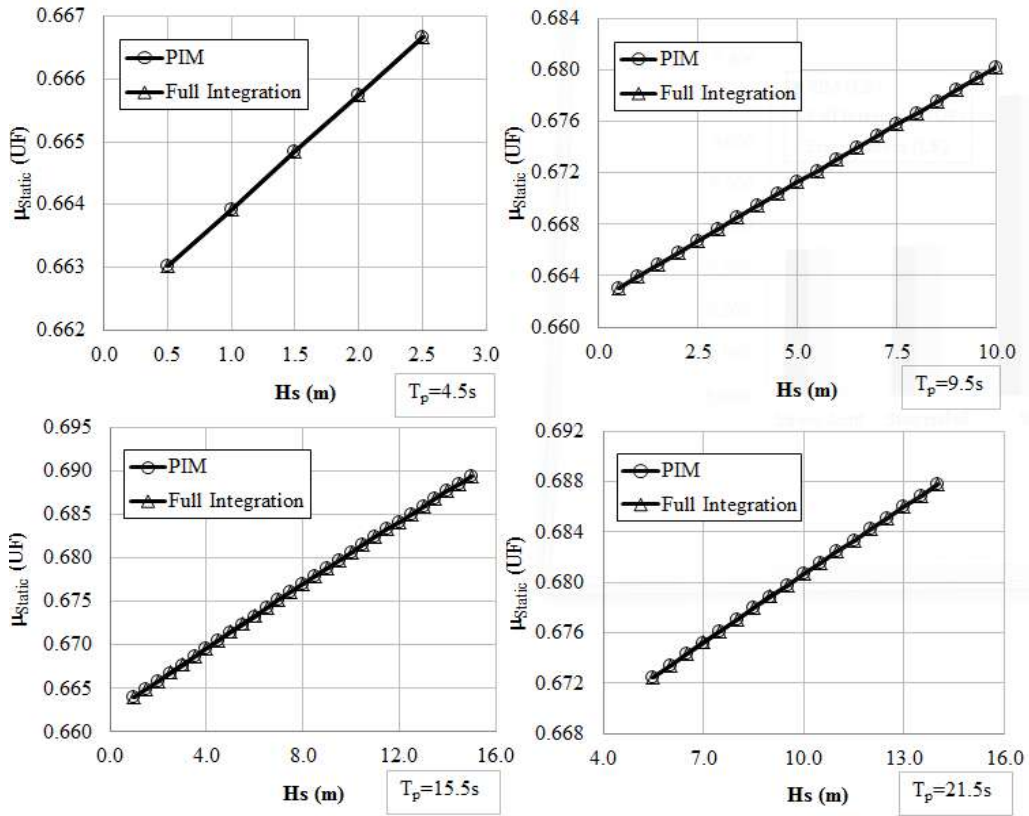 0.667
0.666
0.665
0.664
0.663
0.662
μStatic (UF)
PIM
Full Integration
0.0 0.5 1.0 1.5 2.0 2.5 3.0
Hs (m)
Tp=4.5s
0.684
0.680
0.676
0.672
0.668
0.664
0.660
μStatic (UF)
PIM
Full Integration
0.0 2.5 5.0 7.5 10.0
Hs (m)
Tp=9.5s
0.695
0.690
0.685
0.680
0.675
0.670
0.665
0.660
μStatic (UF)
PIM
Full Integration
0.0 4.0 8.0 12.0 16.0
Hs (m)
Tp=15.5s
0.692
0.688
0.684
0.680
0.676
0.672
0.668
μStatic (UF)
PIM
Full Integration
4.0 7.0 10.0 13.0 16.0
Hs (m)
Tp=21.5s